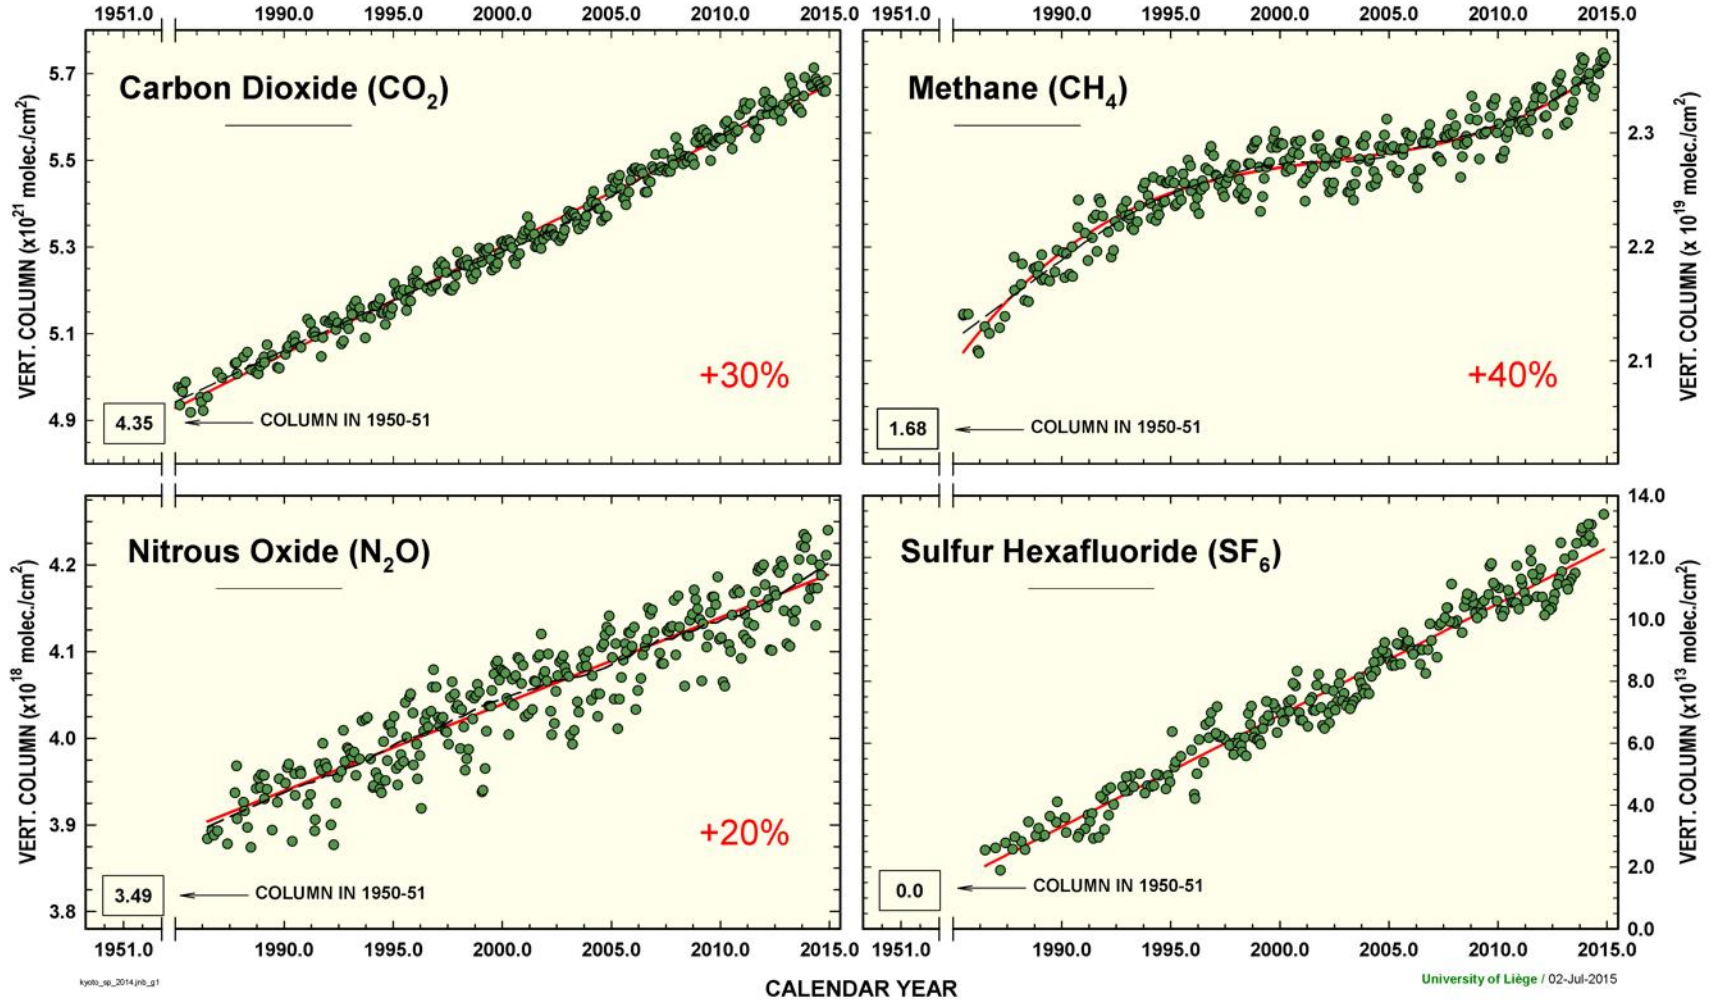 1951.0 1990.0 1995.0 2000.0 2005.0 2010.0 2015.0 1951.0 1990.0 1995.0 2000.0 2005.0 2010.0 2015.0
Carbon Dioxide (CO2)
VERT. COLUMN (x10^21 molec./cm^2)
5.7
5.5
5.3
5.1
4.9
+30%
4.35
COLUMN IN 1950-51
Methane (CH4)
VERT. COLUMN (x 10^19 molec./cm^2)
2.3
2.2
2.1
+40%
1.68
COLUMN IN 1950-51
Nitrous Oxide (N2O)
VERT. COLUMN (x10^18 molec./cm^2)
4.2
4.1
4.0
3.9
3.8
+20%
3.49
COLUMN IN 1950-51
Sulfur Hexafluoride (SF6)
VERT. COLUMN (x10^13 molec./cm^2)
14.0
12.0
10.0
8.0
6.0
4.0
2.0
0.0
0.0
COLUMN IN 1950-51
1951.0 1990.0 1995.0 2000.0 2005.0 2010.0 2015.0 1951.0 1990.0 1995.0 2000.0 2005.0 2010.0 2015.0
kyoto_sp_2014.jnb_g1
CALENDAR YEAR
University of Liège / 02-Jul-2015